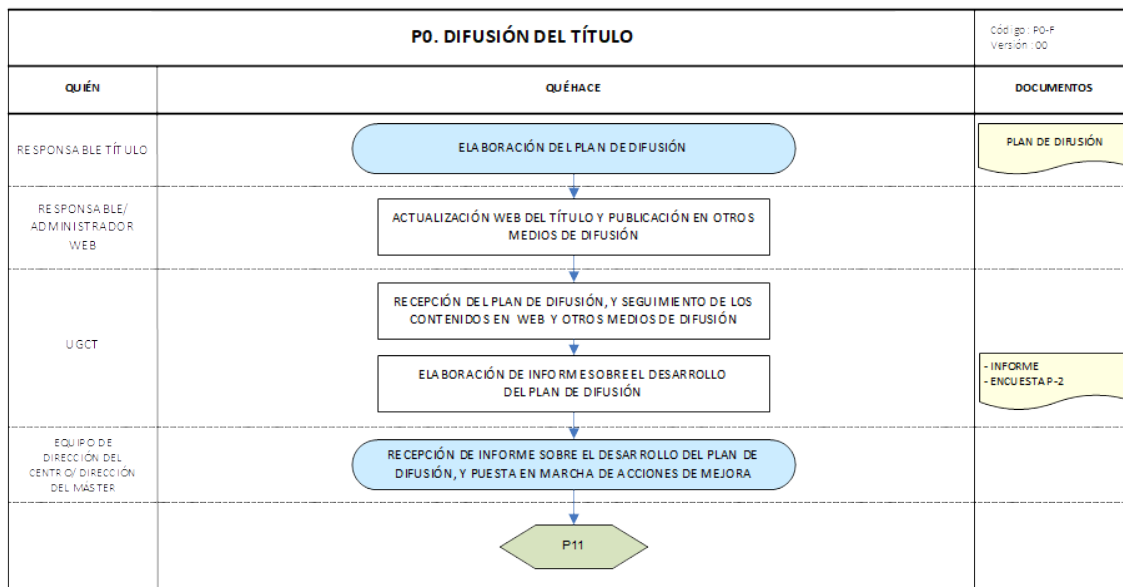 P0. DIFUSIÓN DEL TÍTULO
Código: P0-F
Versión: 00
QUIÉN
QUÉ HACE
DOCUMENTOS
RESPONSABLE TÍTULO
ELABORACIÓN DEL PLAN DE DIFUSIÓN
PLAN DE DIFUSIÓN
RESPONSABLE/
ADMINISTRADOR
WEB
ACTUALIZACIÓN WEB DEL TÍTULO Y PUBLICACIÓN EN OTROS
MEDIOS DE DIFUSIÓN
UGCT
RECEPCIÓN DEL PLAN DE DIFUSIÓN, Y SEGUIMIENTO DE LOS
CONTENIDOS EN WEB Y OTROS MEDIOS DE DIFUSIÓN
ELABORACIÓN DE INFORME SOBRE EL DESARROLLO
DEL PLAN DE DIFUSIÓN
- INFORME
- ENCUESTA P-2
EQUIPO DE
DIRECCIÓN DEL
CENTRO/ DIRECCIÓN
DEL MÁSTER
RECEPCIÓN DE INFORME SOBRE EL DESARROLLO DEL PLAN DE
DIFUSIÓN, Y PUESTA EN MARCHA DE ACCIONES DE MEJORA
P11